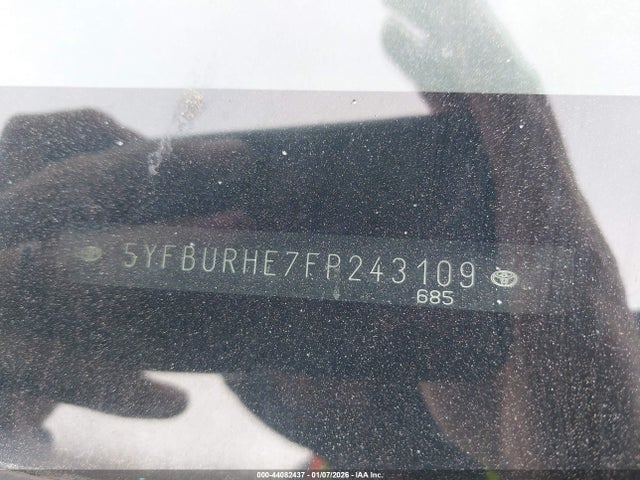 5YFBURHE7FP243109
685
000-44082437 - 01/07/2026 - IAA Inc.